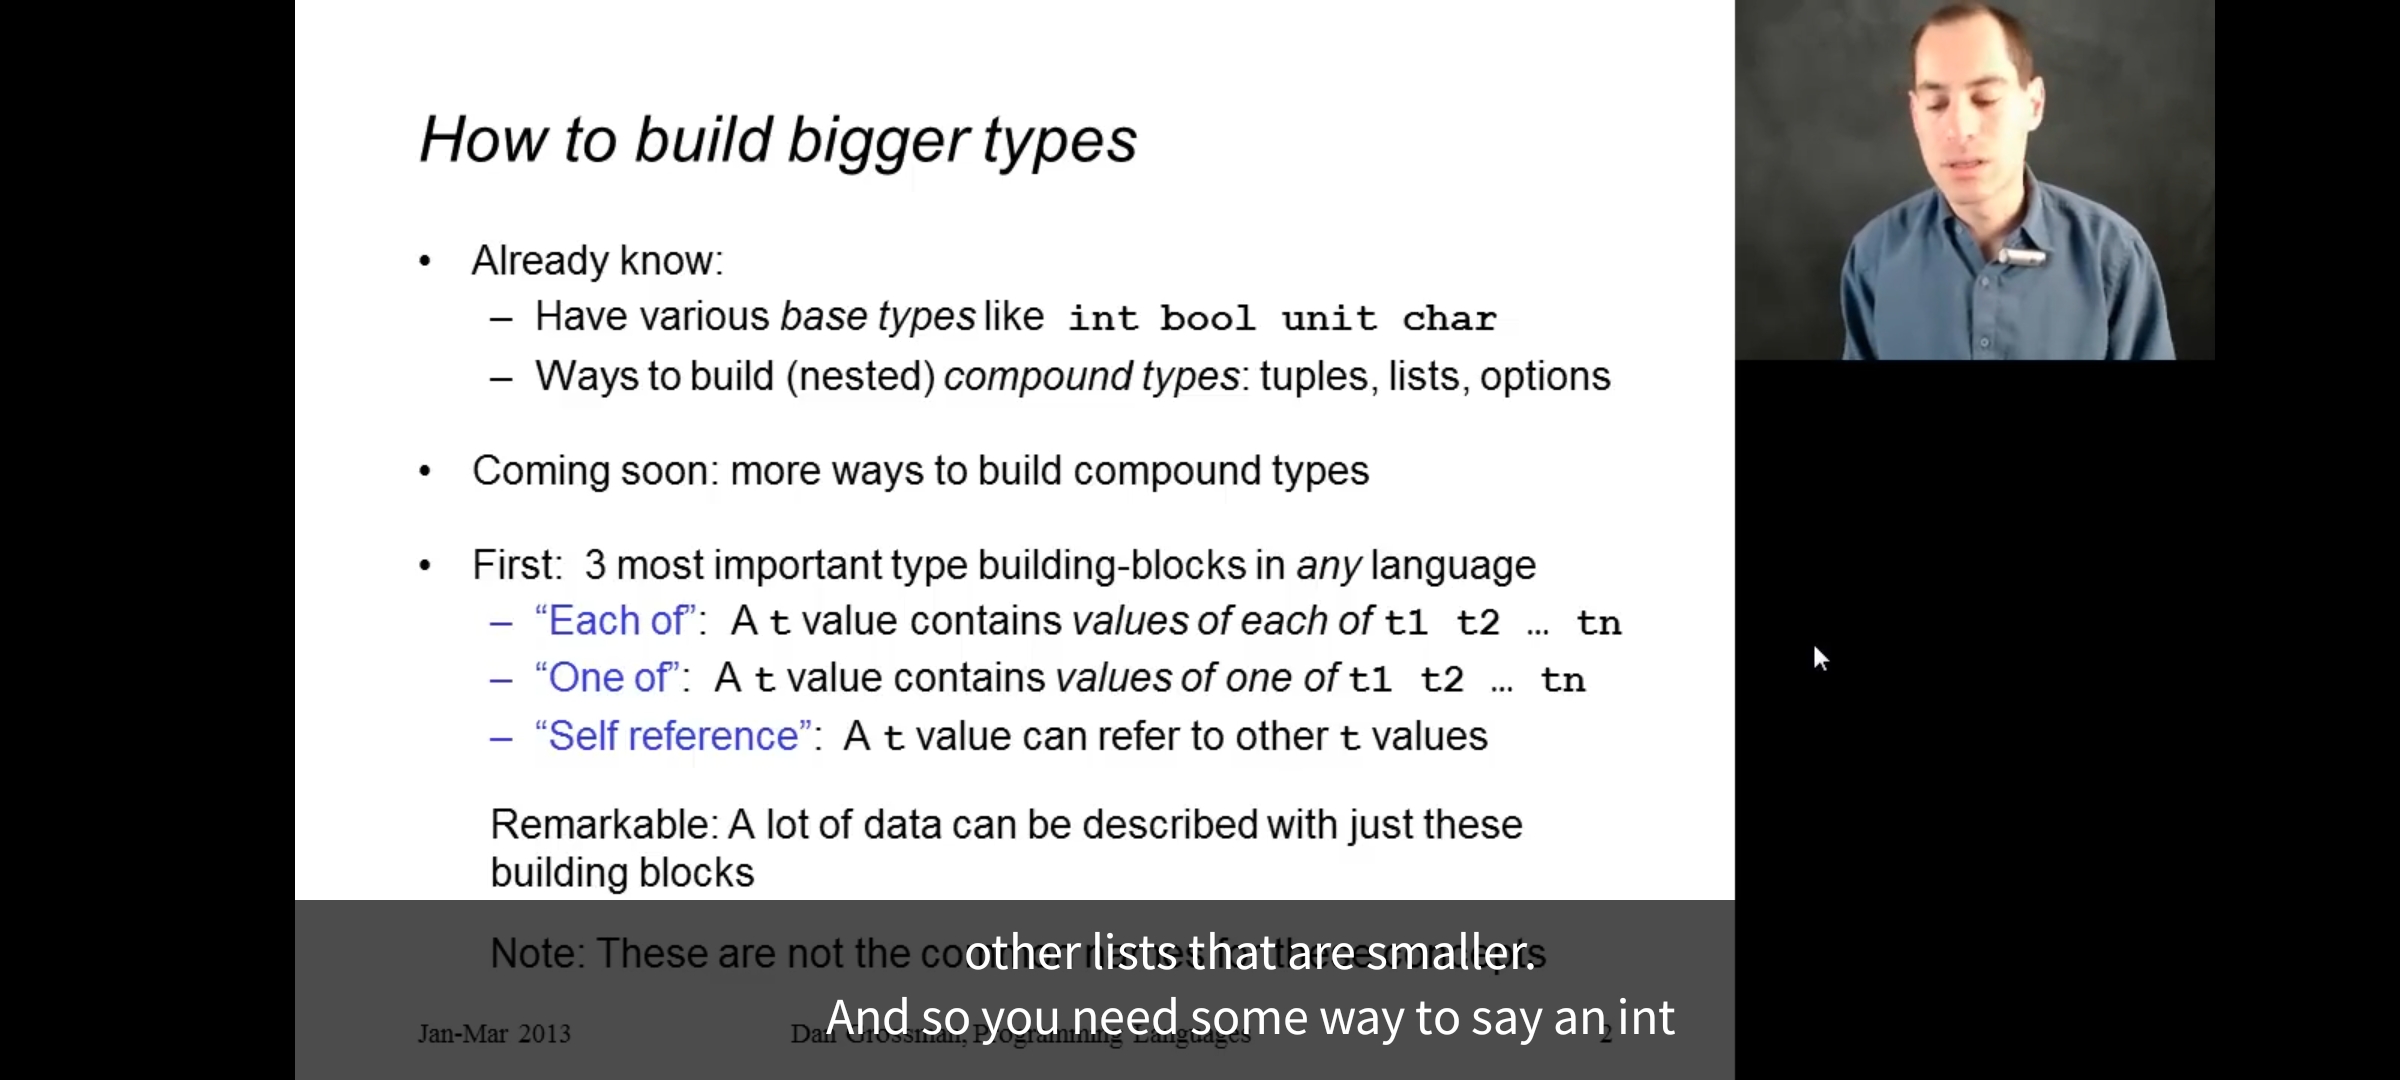 How to build bigger types
• Already know:
– Have various base types like int bool unit char
– Ways to build (nested) compound types: tuples, lists, options
• Coming soon: more ways to build compound types
• First: 3 most important type building-blocks in any language
– “Each of”: A t value contains values of each of t1 t2 … tn
– “One of”: A t value contains values of one of t1 t2 … tn
– “Self reference”: A t value can refer to other t values
Remarkable: A lot of data can be described with just these
building blocks
Note: These are not the common names for these concepts
other lists that are smaller.
And so you need some way to say an int
Jan-Mar 2013
Dan Grossman, Programming Languages
2